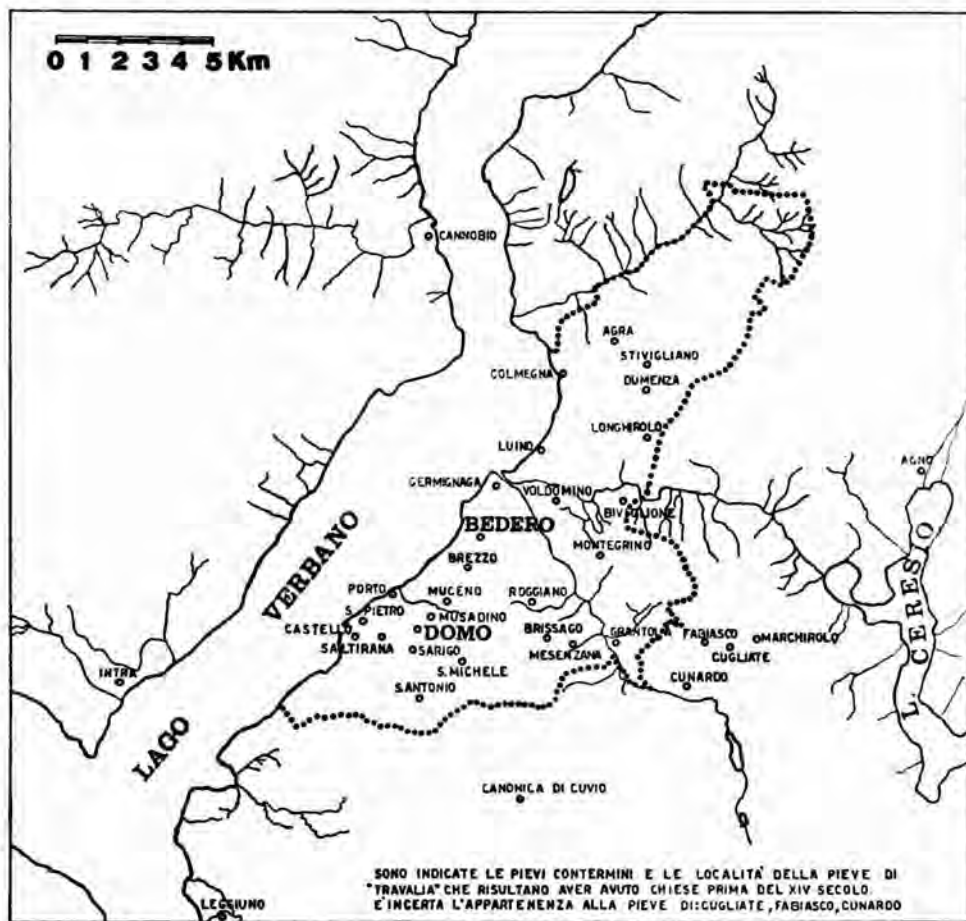 0 1 2 3 4 5 Km
CANNOBIO
AGRA
STIVIGLIANO
COLMEGNA
DUMENZA
LONGHIROLO
LUINO
AGNO
GERMIGNAGA
VOLDOMINO
BIVIGLIONE
BEDERO
MONTEGRINO
BREZZO
LAGO VERBANO
L. CERESIO
PORTO
MUCENO
ROGGIANO
S. PIETRO
MUSADINO
CASTELLO
DOMO
BRISSAGO
GRANTOLA
FABIASCO
MARCHIROLO
SALTIRANA
SARIGO
MESENZANA
CUGLIATE
INTRA
S. MICHELE
CUNARDO
S. ANTONIO
CANONICA DI CUVIO
LEGGIUNO
SONO INDICATE LE PIEVI CONTERMINI E LE LOCALITA' DELLA PIEVE DI
"TRAVALIA" CHE RISULTANO AVER AVUTO CHIESE PRIMA DEL XIV SECOLO.
E' INCERTA L'APPARTENENZA ALLA PIEVE DI: CUGLIATE, FABIASCO, CUNARDO